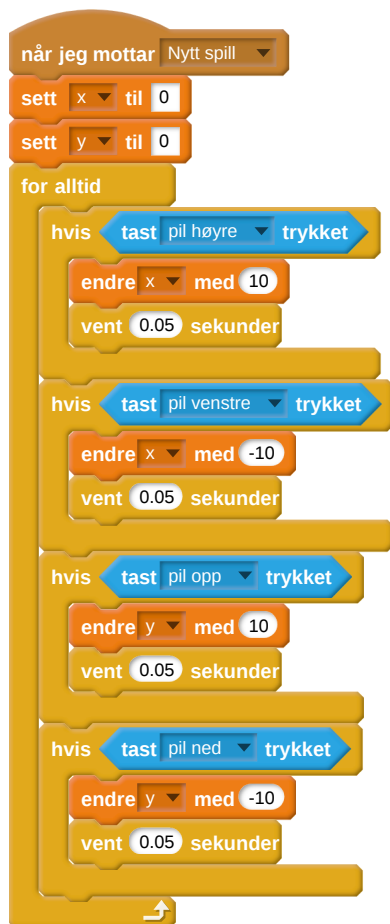 når jeg mottar Nytt spill
sett x til 0
sett y til 0
for alltid
hvis tast pil høyre trykket
endre x med 10
vent 0.05 sekunder
hvis tast pil venstre trykket
endre x med -10
vent 0.05 sekunder
hvis tast pil opp trykket
endre y med 10
vent 0.05 sekunder
hvis tast pil ned trykket
endre y med -10
vent 0.05 sekunder